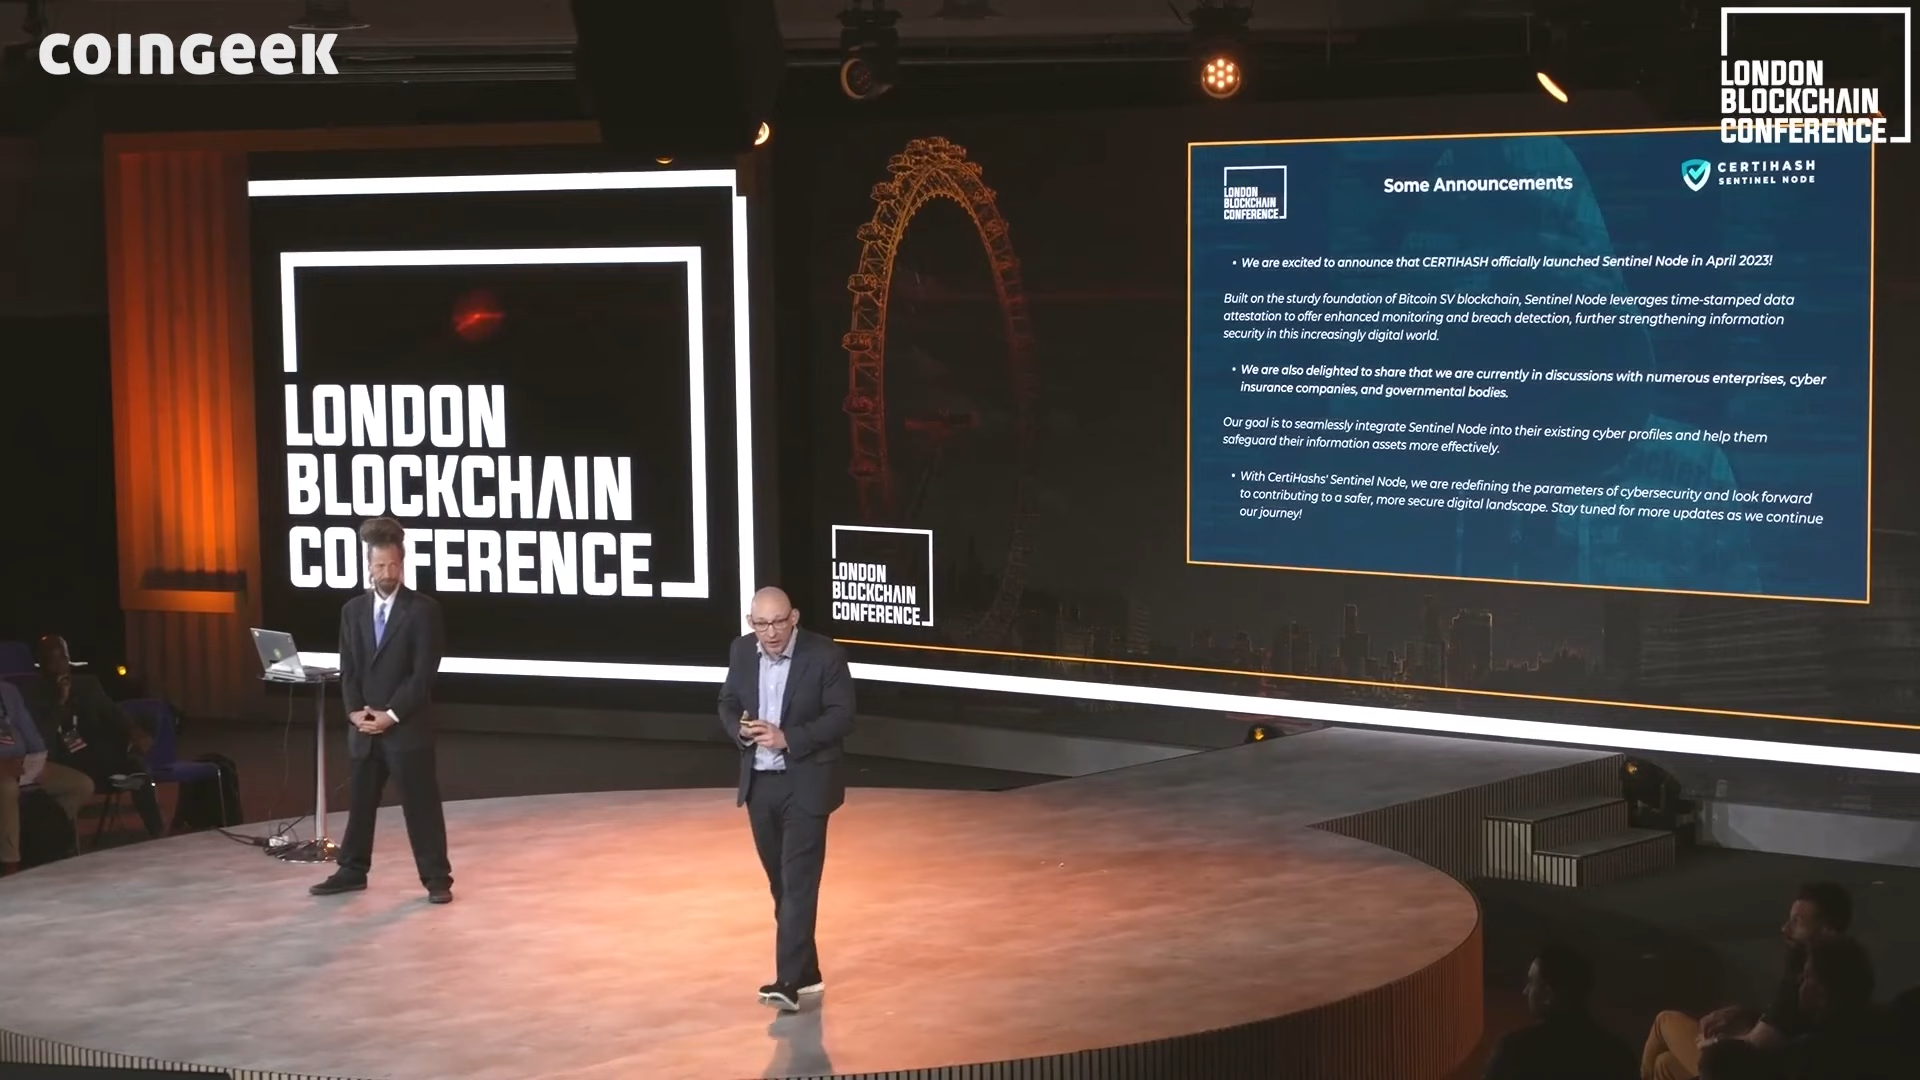 COINGEEK
LONDON
BLOCKCHAIN
CONFERENCE
LONDON
BLOCKCHAIN
CONFERENCE
LONDON
BLOCKCHAIN
CONFERENCE
LONDON
BLOCKCHAIN
CONFERENCE
Some Announcements
CERTIHASH
SENTINEL NODE
• We are excited to announce that CERTIHASH officially launched Sentinel Node in April 2023!
Built on the sturdy foundation of Bitcoin SV blockchain, Sentinel Node leverages time-stamped data
attestation to offer enhanced monitoring and breach detection, further strengthening information
security in this increasingly digital world.
• We are also delighted to share that we are currently in discussions with numerous enterprises, cyber
insurance companies, and governmental bodies.
Our goal is to seamlessly integrate Sentinel Node into their existing cyber profiles and help them
safeguard their information assets more effectively.
• With CertiHashs' Sentinel Node, we are redefining the parameters of cybersecurity and look forward
to contributing to a safer, more secure digital landscape. Stay tuned for more updates as we continue
our journey!